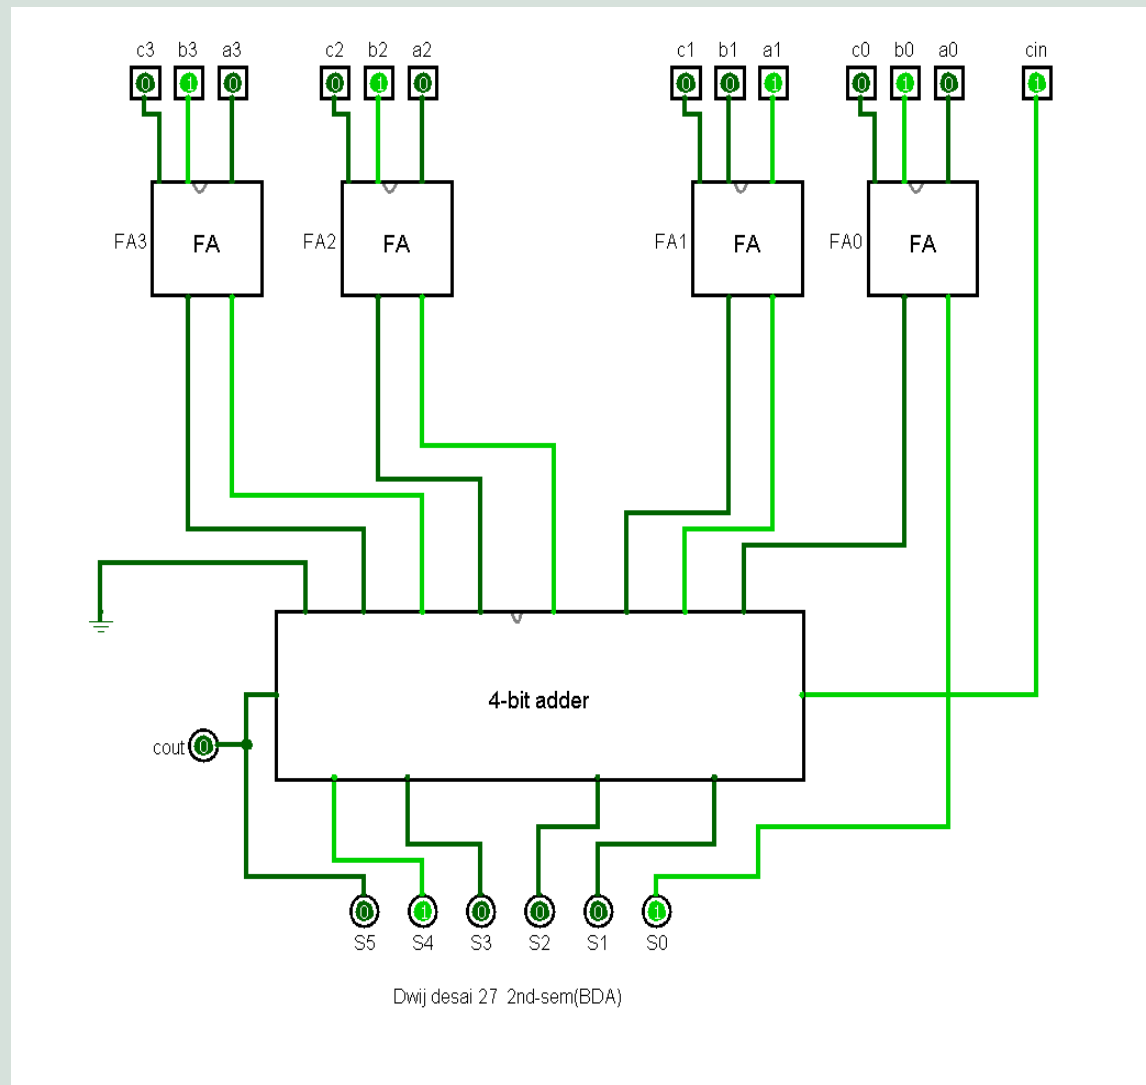 c3 b3 a3 c2 b2 a2 c1 b1 a1 c0 b0 a0 cin
0 1 0 0 1 0 0 0 1 0 1 0 1
FA3 FA FA2 FA FA1 FA FA0 FA
4-bit adder
cout 0
0 1 0 0 0 1
S5 S4 S3 S2 S1 S0
Dwij desai 27 2nd-sem(BDA)